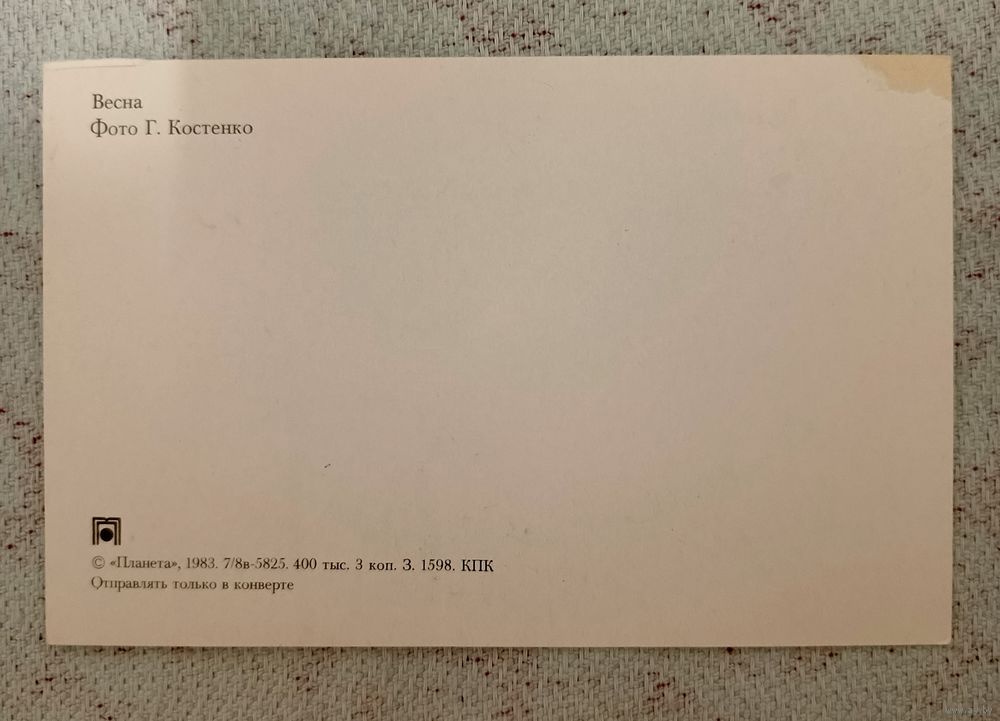 Весна
Фото Г. Костенко
© «Планета», 1983. 7/8в-5825. 400 тыс. 3 коп. З. 1598. КПК
Отправлять только в конверте